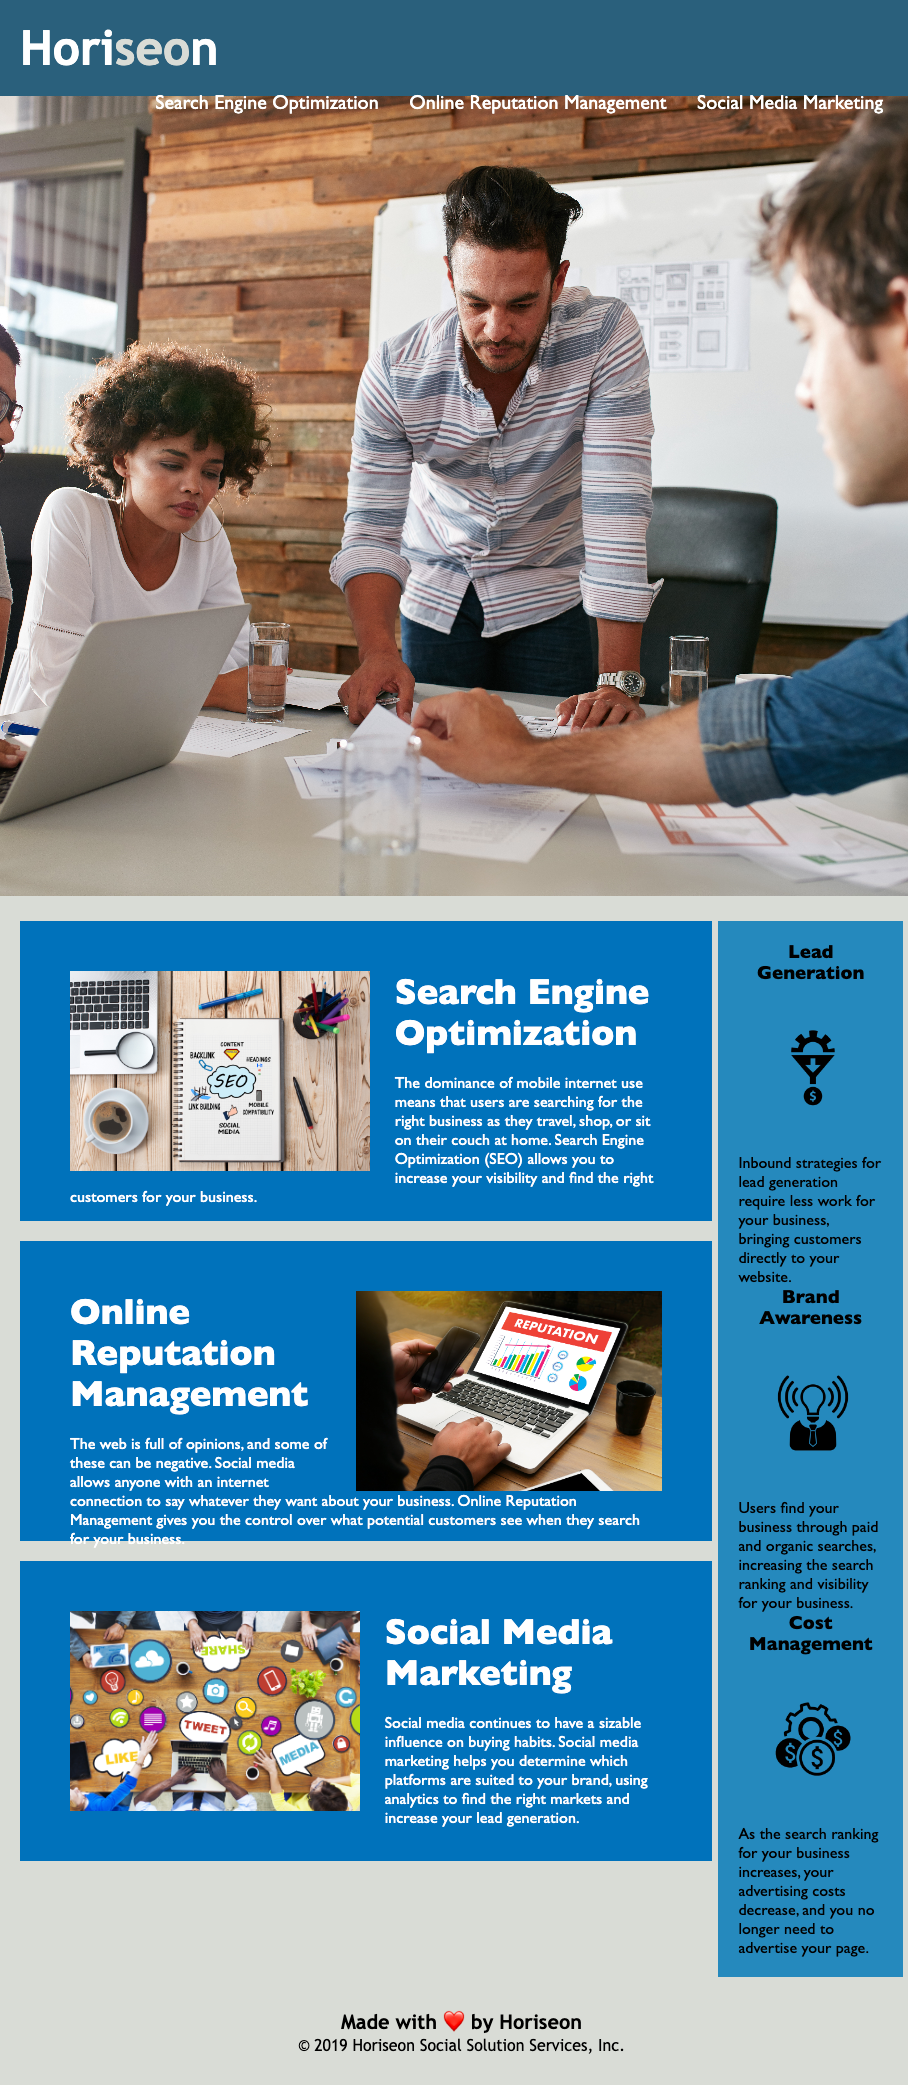 Horiseon
Search Engine Optimization Online Reputation Management Social Media Marketing
Search Engine
Optimization
CONTENT
BACKLINK
HEADINGS
SEO
LINK BUILDING
MOBILE
COMPATIBILITY
SOCIAL
MEDIA
The dominance of mobile internet use
means that users are searching for the
right business as they travel, shop, or sit
on their couch at home. Search Engine
Optimization (SEO) allows you to
increase your visibility and find the right
customers for your business.
Online
Reputation
Management
REPUTATION
The web is full of opinions, and some of
these can be negative. Social media
allows anyone with an internet
connection to say whatever they want about your business. Online Reputation
Management gives you the control over what potential customers see when they search
for your business.
SHARE
TWEET
LIKE
MEDIA
Social Media
Marketing
Social media continues to have a sizable
influence on buying habits. Social media
marketing helps you determine which
platforms are suited to your brand, using
analytics to find the right markets and
increase your lead generation.
Lead
Generation
$
Inbound strategies for
lead generation
require less work for
your business,
bringing customers
directly to your
website.
Brand
Awareness
Users find your
business through paid
and organic searches,
increasing the search
ranking and visibility
for your business.
Cost
Management
$ $ $
As the search ranking
for your business
increases, your
advertising costs
decrease, and you no
longer need to
advertise your page.
Made with ❤️ by Horiseon
© 2019 Horiseon Social Solution Services, Inc.